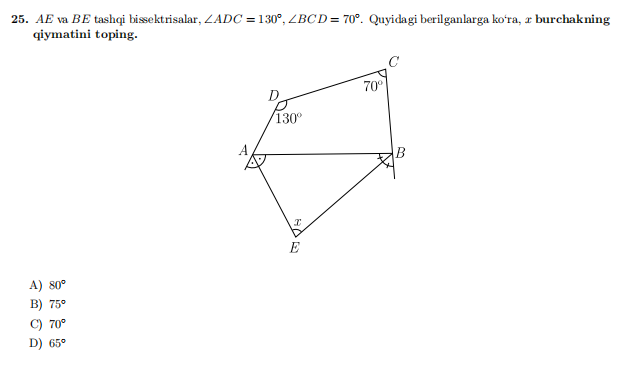 25. AE va BE tashqi bissektrisalar, ∠ADC = 130°, ∠BCD = 70°. Quyidagi berilganlarga ko'ra, x burchakning
qiymatini toping.
C
70°
D
130°
A
B
x
E
A) 80°
B) 75°
C) 70°
D) 65°